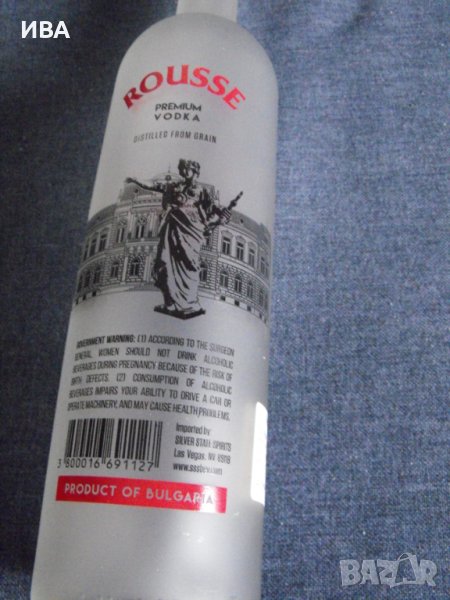 ИВА
ROUSSE
PREMIUM
VODKA
DISTILLED FROM GRAIN
GOVERNMENT WARNING: (1) ACCORDING TO THE SURGEON
GENERAL, WOMEN SHOULD NOT DRINK ALCOHOLIC
BEVERAGES DURING PREGNANCY BECAUSE OF THE RISK OF
BIRTH DEFECTS. (2) CONSUMPTION OF ALCOHOLIC
BEVERAGES IMPAIRS YOUR ABILITY TO DRIVE A CAR OR
OPERATE MACHINERY, AND MAY CAUSE HEALTH PROBLEMS.
Imported by:
SILVER STATE SPIRITS
Las Vegas, NV 89118
3 800016 691127
PRODUCT OF BULGARIA
BAZAR